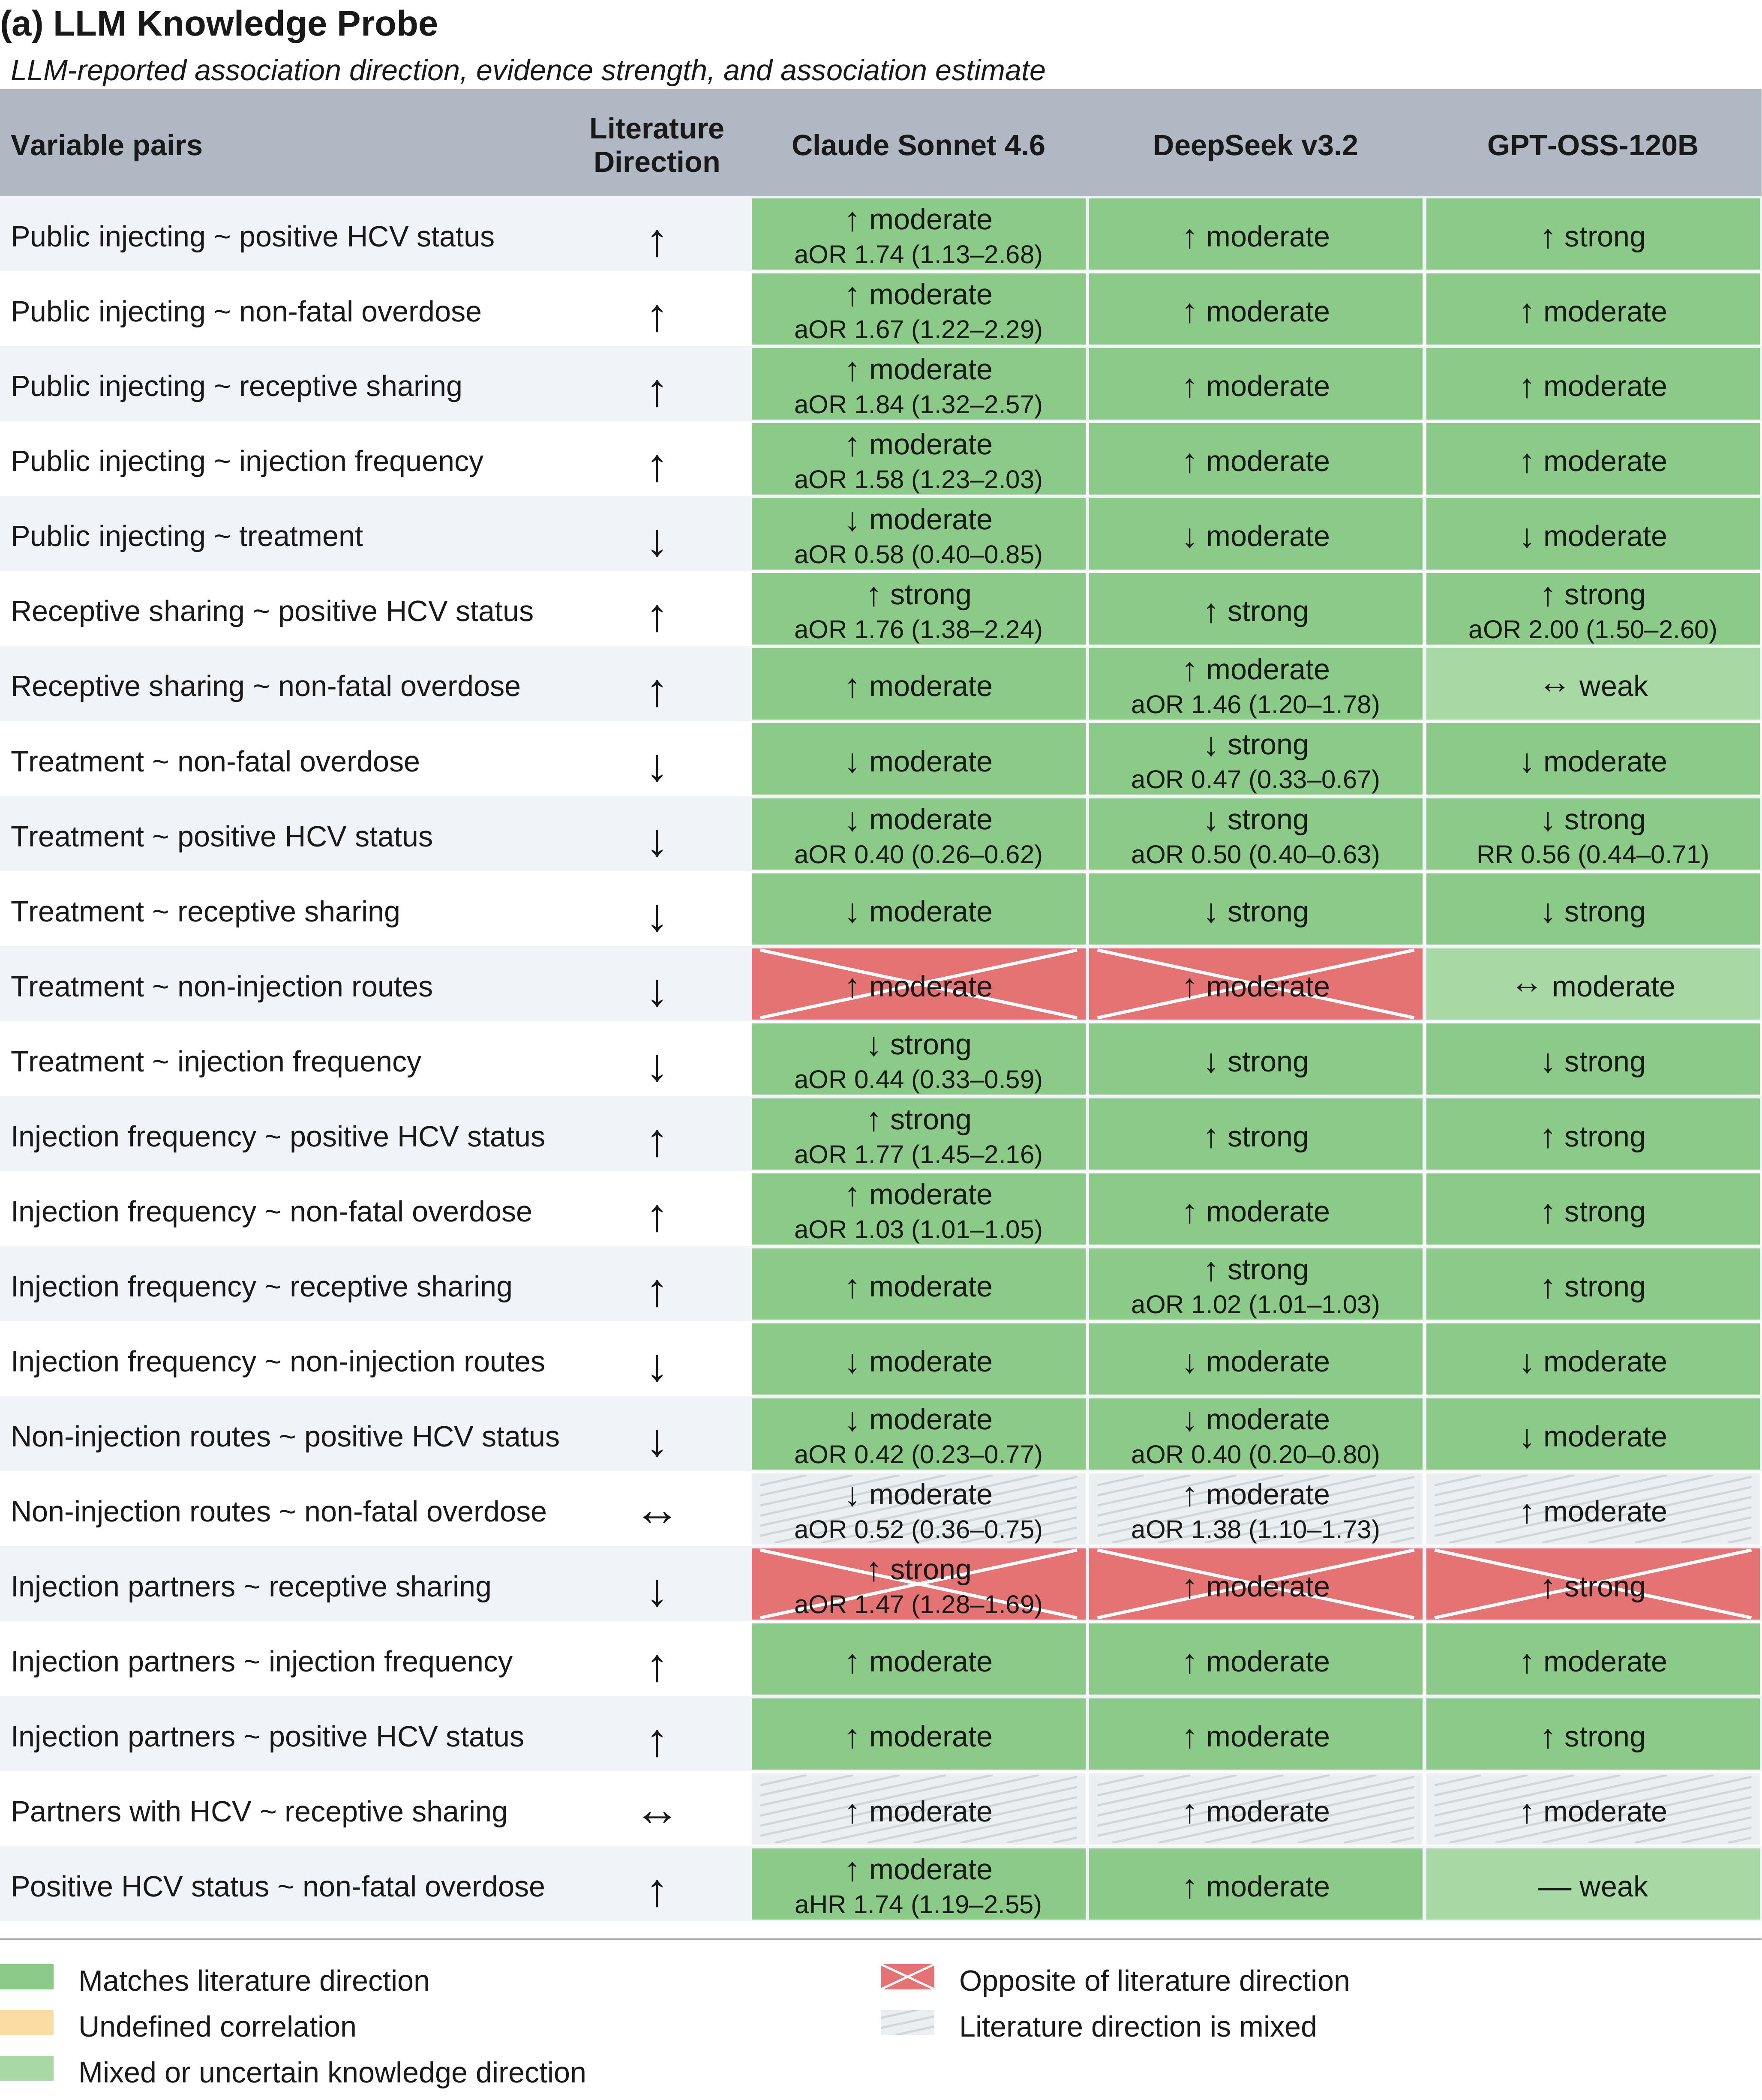 (a) LLM Knowledge Probe
LLM-reported association direction, evidence strength, and association estimate
Variable pairs
Literature
Direction
Claude Sonnet 4.6
DeepSeek v3.2
GPT-OSS-120B
Public injecting ~ positive HCV status
↑
↑ moderate
aOR 1.74 (1.13–2.68)
↑ moderate
↑ strong
Public injecting ~ non-fatal overdose
↑
↑ moderate
aOR 1.67 (1.22–2.29)
↑ moderate
↑ moderate
Public injecting ~ receptive sharing
↑
↑ moderate
aOR 1.84 (1.32–2.57)
↑ moderate
↑ moderate
Public injecting ~ injection frequency
↑
↑ moderate
aOR 1.58 (1.23–2.03)
↑ moderate
↑ moderate
Public injecting ~ treatment
↓
↓ moderate
aOR 0.58 (0.40–0.85)
↓ moderate
↓ moderate
Receptive sharing ~ positive HCV status
↑
↑ strong
aOR 1.76 (1.38–2.24)
↑ strong
↑ strong
aOR 2.00 (1.50–2.60)
Receptive sharing ~ non-fatal overdose
↑
↑ moderate
↑ moderate
aOR 1.46 (1.20–1.78)
↔ weak
Treatment ~ non-fatal overdose
↓
↓ moderate
↓ strong
aOR 0.47 (0.33–0.67)
↓ moderate
Treatment ~ positive HCV status
↓
↓ moderate
aOR 0.40 (0.26–0.62)
↓ strong
aOR 0.50 (0.40–0.63)
↓ strong
RR 0.56 (0.44–0.71)
Treatment ~ receptive sharing
↓
↓ moderate
↓ strong
↓ strong
Treatment ~ non-injection routes
↓
↑ moderate
↑ moderate
↔ moderate
Treatment ~ injection frequency
↓
↓ strong
aOR 0.44 (0.33–0.59)
↓ strong
↓ strong
Injection frequency ~ positive HCV status
↑
↑ strong
aOR 1.77 (1.45–2.16)
↑ strong
↑ strong
Injection frequency ~ non-fatal overdose
↑
↑ moderate
aOR 1.03 (1.01–1.05)
↑ moderate
↑ strong
Injection frequency ~ receptive sharing
↑
↑ moderate
↑ strong
aOR 1.02 (1.01–1.03)
↑ strong
Injection frequency ~ non-injection routes
↓
↓ moderate
↓ moderate
↓ moderate
Non-injection routes ~ positive HCV status
↓
↓ moderate
aOR 0.42 (0.23–0.77)
↓ moderate
aOR 0.40 (0.20–0.80)
↓ moderate
Non-injection routes ~ non-fatal overdose
↔
↓ moderate
aOR 0.52 (0.36–0.75)
↑ moderate
aOR 1.38 (1.10–1.73)
↑ moderate
Injection partners ~ receptive sharing
↓
↑ strong
aOR 1.47 (1.28–1.69)
↑ moderate
↑ strong
Injection partners ~ injection frequency
↑
↑ moderate
↑ moderate
↑ moderate
Injection partners ~ positive HCV status
↑
↑ moderate
↑ moderate
↑ strong
Partners with HCV ~ receptive sharing
↔
↑ moderate
↑ moderate
↑ moderate
Positive HCV status ~ non-fatal overdose
↑
↑ moderate
aHR 1.74 (1.19–2.55)
↑ moderate
— weak
Matches literature direction
Undefined correlation
Mixed or uncertain knowledge direction
Opposite of literature direction
Literature direction is mixed